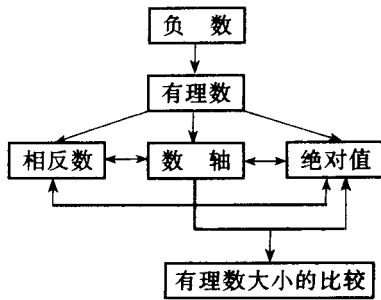 负 数
有理数
相反数
数 轴
绝对值
有理数大小的比较